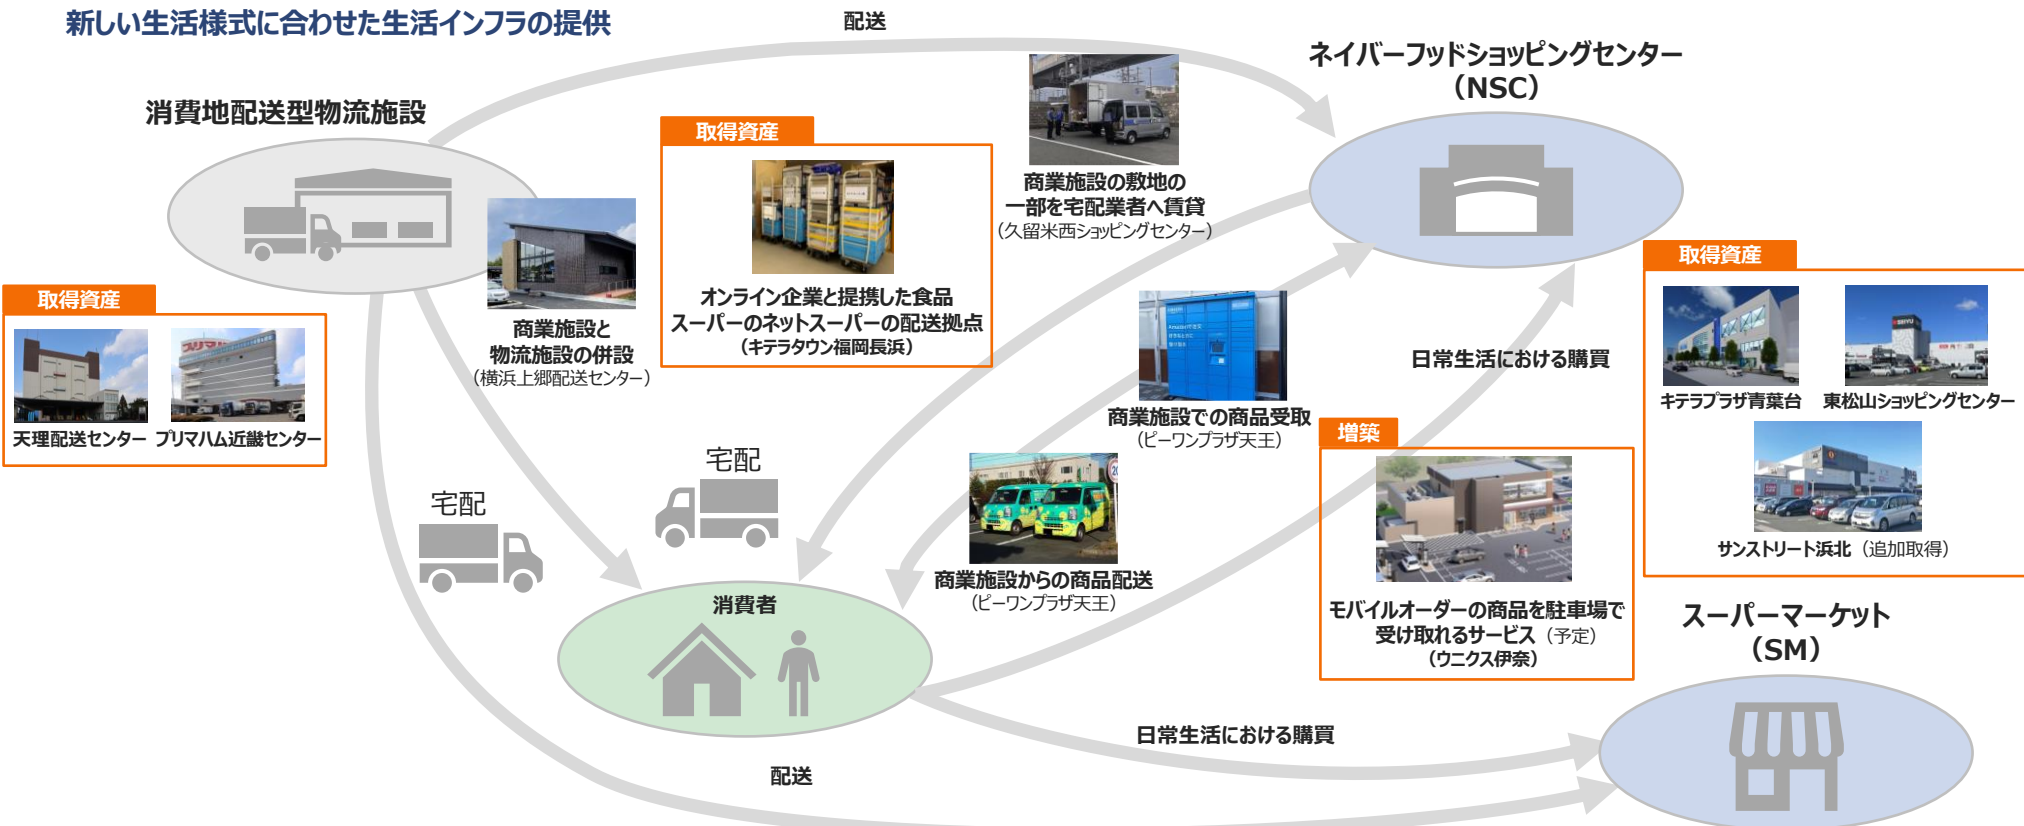 新しい生活様式に合わせた生活インフラの提供
配送
ネイバーフッドショッピングセンター
（NSC）
消費地配送型物流施設
取得資産
オンライン企業と提携した食品
スーパーのネットスーパーの配送拠点
（キテラタウン福岡長浜）
商業施設の敷地の
一部を宅配業者へ賃貸
（久留米西ショッピングセンター）
商業施設と
物流施設の併設
（横浜上郷配送センター）
取得資産
天理配送センター
プリマハム近畿センター
取得資産
キテラプラザ青葉台
東松山ショッピングセンター
サンストリート浜北（追加取得）
日常生活における購買
商業施設での商品受取
（ピーワンプラザ天王）
増築
モバイルオーダーの商品を駐車場で
受け取れるサービス（予定）
（ウニクス伊奈）
宅配
宅配
商業施設からの商品配送
（ピーワンプラザ天王）
消費者
スーパーマーケット
（SM）
日常生活における購買
配送